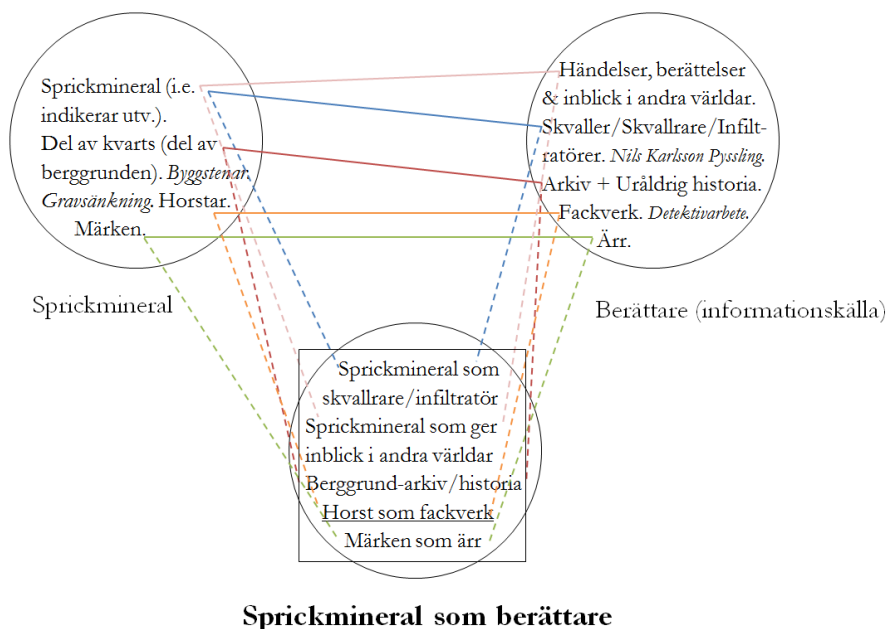 Sprickmineral (i.e.
indikerar utv.).
Del av kvarts (del av
berggrunden). Byggstenar.
Gravsänkning. Horstar.
Märken.
Sprickmineral
Händelser, berättelser
& inblick i andra världar.
Skvaller/Skvallrare/Infilt-
ratörer. Nils Karlsson Pyssling.
Arkiv + Uråldrig historia.
Fackverk. Detektivarbete.
Ärr.
Berättare (informationskälla)
Sprickmineral som
skvallrare/infiltratör
Sprickmineral som ger
inblick i andra världar
Berggrund-arkiv/historia
Horst som fackverk
Märken som ärr
Sprickmineral som berättare